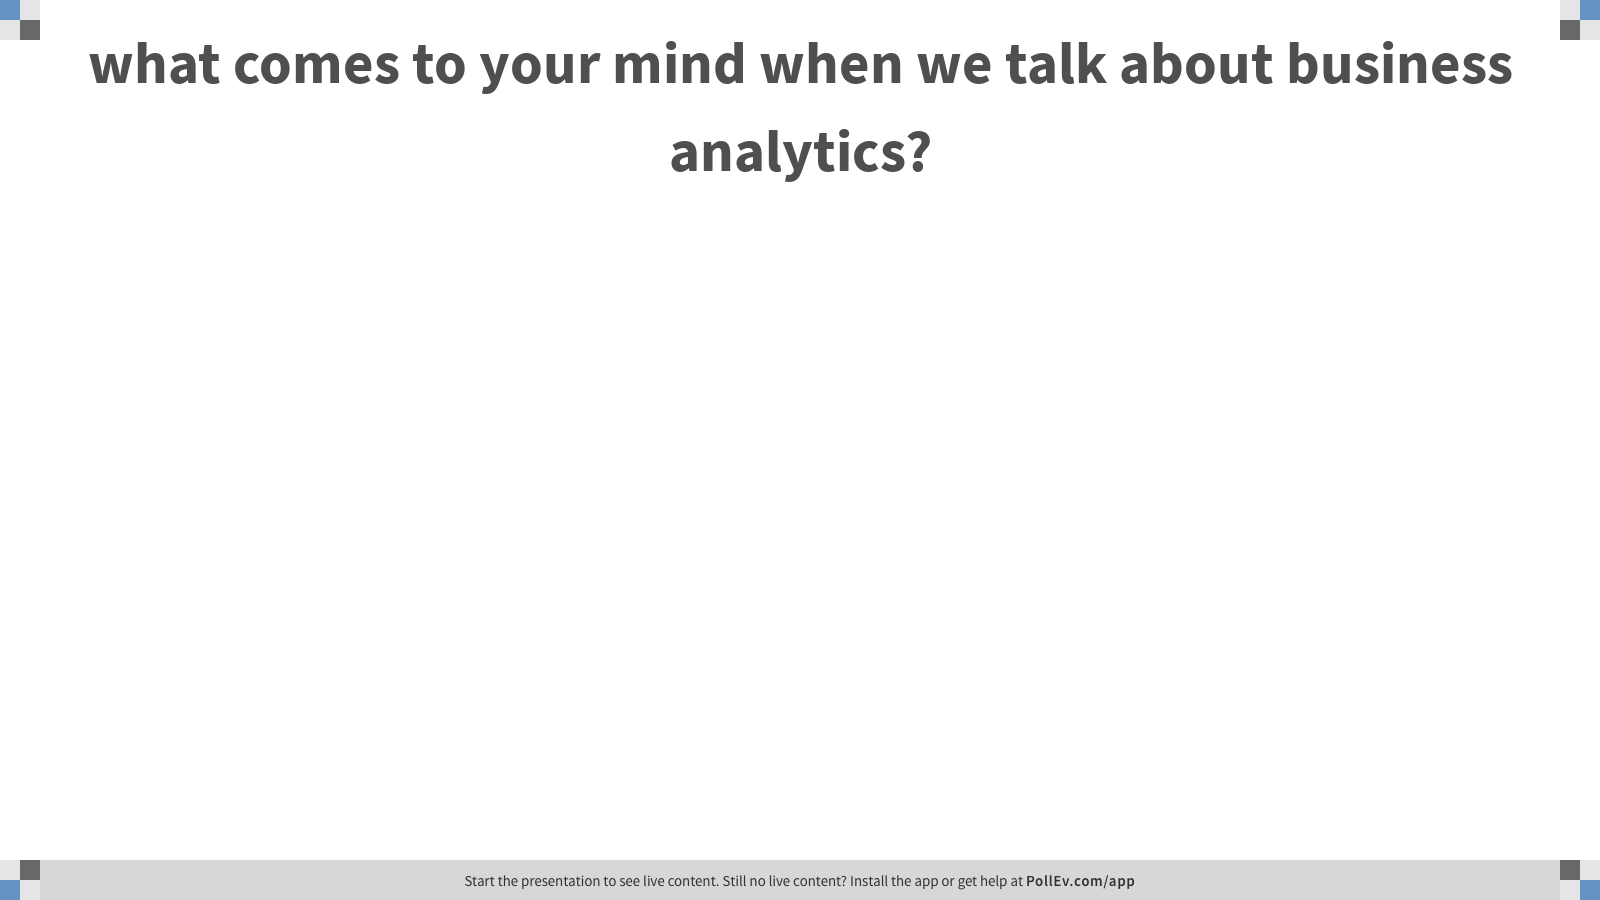 what comes to your mind when we talk about business
analytics?
Start the presentation to see live content. Still no live content? Install the app or get help at PollEv.com/app